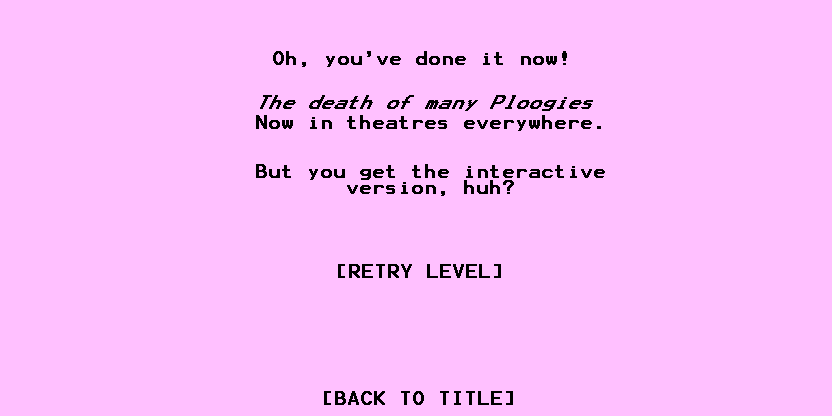 Oh, you've done it now!
The death of many Ploogies
Now in theatres everywhere.
But you get the interactive
version, huh?
[RETRY LEVEL]
[BACK TO TITLE]